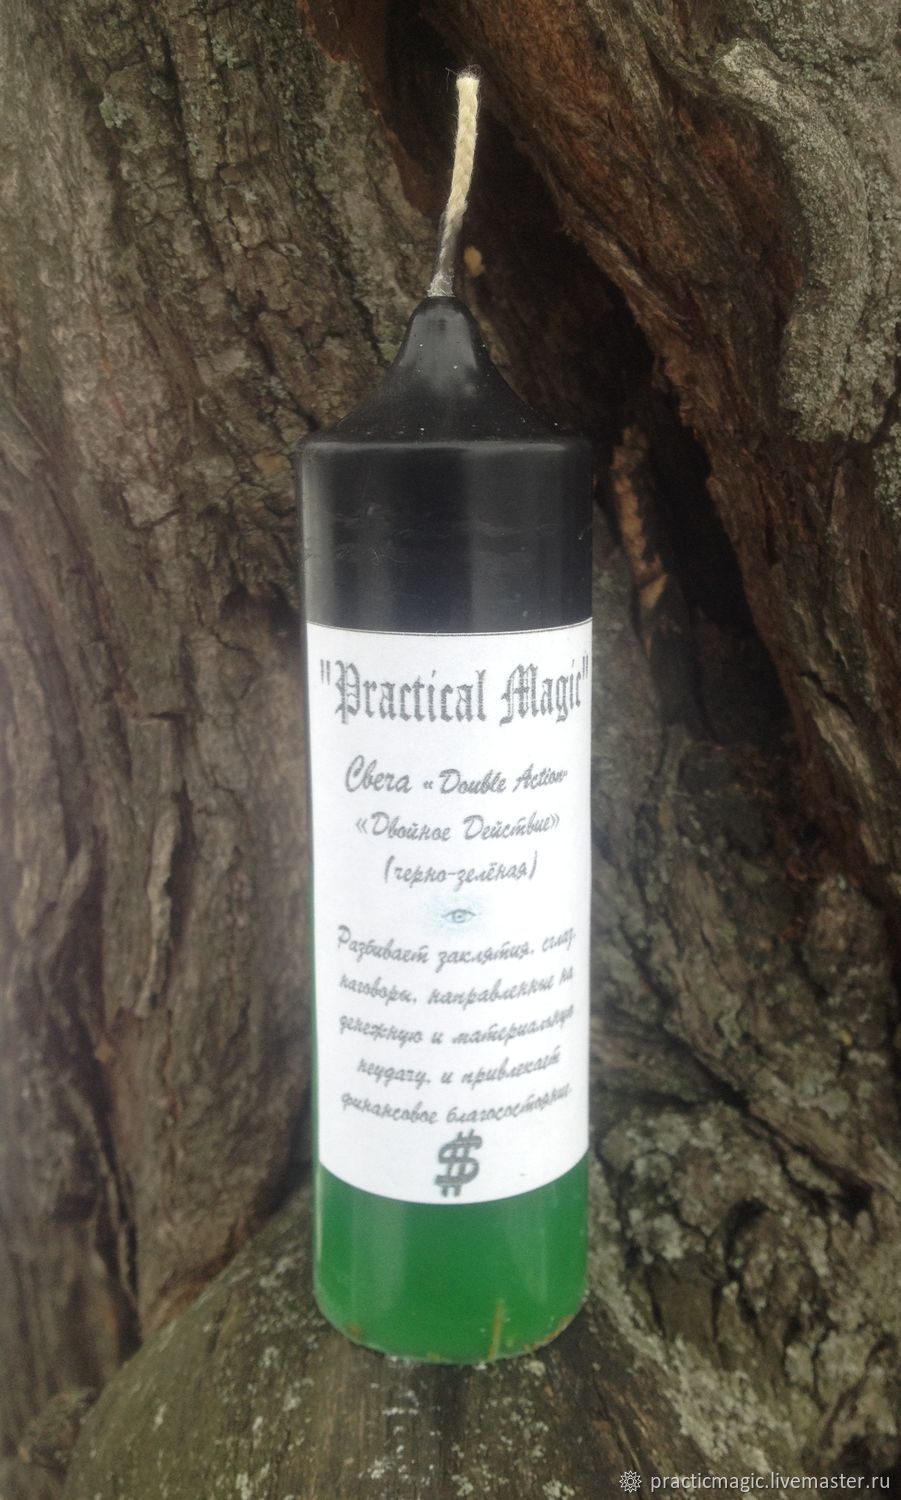 "Practical Magic"
Свеча «Double Action»
«Двойное Действие»
(черно-зелёная)
Разбивает заклятия, сглаз,
наговоры, направленные на
денежную и материальную
неудачу, и привлекает
финансовое благосостояние.
$
practicmagic.livemaster.ru